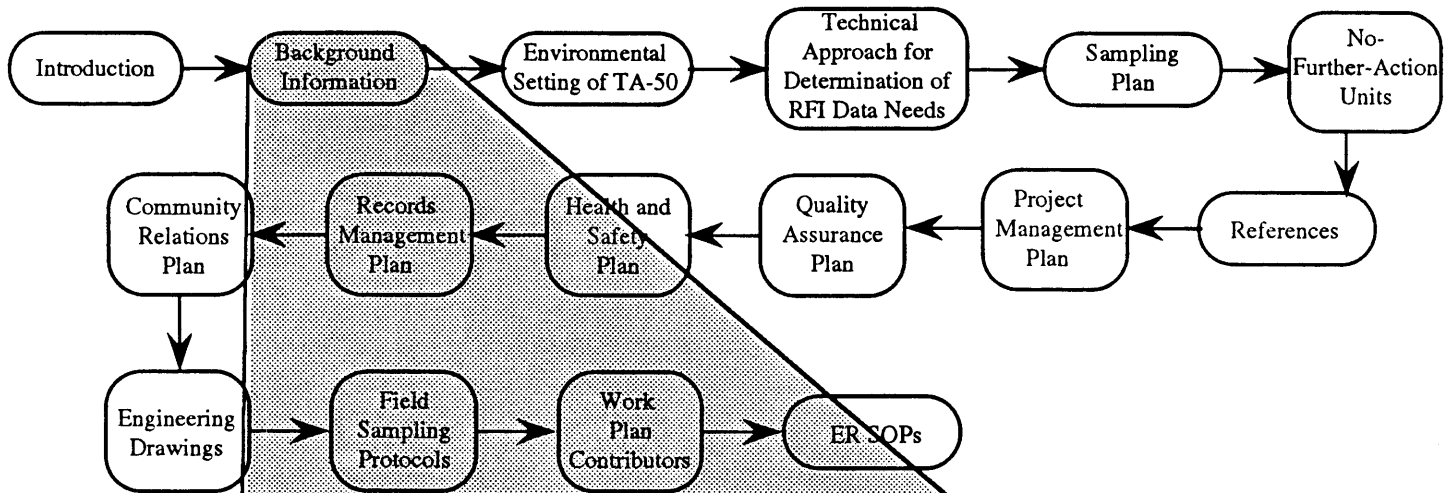 Introduction
Background
Information
Environmental
Setting of TA-50
Technical
Approach for
Determination of
RFI Data Needs
Sampling
Plan
No-
Further-Action
Units
References
Project
Management
Plan
Quality
Assurance
Plan
Health and
Safety
Plan
Records
Management
Plan
Community
Relations
Plan
Engineering
Drawings
Field
Sampling
Protocols
Work
Plan
Contributors
ER SOPs